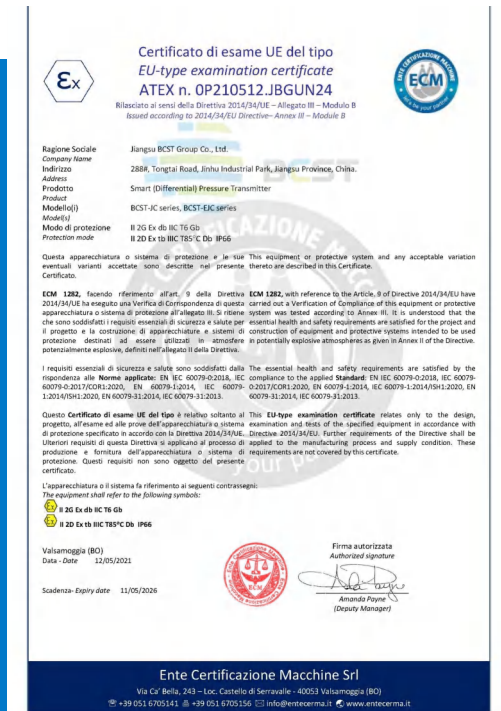 Certificato di esame UE del tipo
EU-type examination certificate
ATEX n. 0P210512.JBGUN24
Rilasciato ai sensi della Direttiva 2014/34/UE – Allegato III – Modulo B
Issued according to 2014/34/EU Directive– Annex III – Module B
Ragione Sociale Jiangsu BCST Group Co., Ltd.
Company Name
Indirizzo 288#, Tongtai Road, Jinhu Industrial Park, Jiangsu Province, China.
Address
Prodotto Smart (Differential) Pressure Transmitter
Product
Modello(i) BCST-JC series, BCST-EJC series
Model(s)
Modo di protezione II 2G Ex db IIC T6 Gb
Protection mode II 2D Ex tb IIIC T85°C Db IP66
Questa apparecchiatura o sistema di protezione e le sue
eventuali varianti accettate sono descritte nel presente
Certificato.
This equipment or protective system and any acceptable variation
thereto are described in this Certificate.
ECM 1282, facendo riferimento all'art. 9 della Direttiva
2014/34/UE ha eseguito una Verifica di Corrispondenza di questa
apparecchiatura o sistema di protezione all'allegato III. Si ritiene
che sono soddisfatti i requisiti essenziali di sicurezza e salute per
il progetto e la costruzione di apparecchiature e sistemi di
protezione destinati ad essere utilizzati in atmosfere
potenzialmente esplosive, definiti nell'allegato II della Direttiva.
ECM 1282, with reference to the Article. 9 of Directive 2014/34/EU have
carried out a Verification of Compliance of this equipment or protective
system was tested according to Annex III. It is understood that the
essential health and safety requirements are satisfied for the project and
construction of equipment and protective systems intended to be used
in potentially explosive atmospheres as given in Annex II of the Directive.
I requisiti essenziali di sicurezza e salute sono soddisfatti dalla
rispondenza alle Norme applicate: EN IEC 60079-0:2018, IEC
60079-0:2017/COR1:2020, EN 60079-1:2014, IEC 60079-
1:2014/ISH1:2020, EN 60079-31:2014, IEC 60079-31:2013.
The essential health and safety requirements are satisfied by the
compliance to the applied Standard: EN IEC 60079-0:2018, IEC 60079-
0:2017/COR1:2020, EN 60079-1:2014, IEC 60079-1:2014/ISH1:2020, EN
60079-31:2014, IEC 60079-31:2013.
Questo Certificato di esame UE del tipo è relativo soltanto al
progetto, all'esame ed alle prove dell'apparecchiatura o sistema
di protezione specificato in accordo con la Direttiva 2014/34/UE.
Ulteriori requisiti di questa Direttiva si applicano al processo di
produzione e fornitura dell'apparecchiatura o sistema di
protezione. Questi requisiti non sono oggetto del presente
certificato.
This EU-type examination certificate relates only to the design,
examination and tests of the specified equipment in accordance with
Directive 2014/34/EU. Further requirements of the Directive shall be
applied to the manufacturing process and supply condition. These
requirements are not covered by this certificate.
L'apparecchiatura o il sistema fa riferimento ai seguenti contrassegni:
The equipment shall refer to the following symbols:
II 2G Ex db IIC T6 Gb
II 2D Ex tb IIIC T85°C Db IP66
Valsamoggia (BO)
Data - Date 12/05/2021
Scadenza- Expiry date 11/05/2026
ECM
Firma autorizzata
Authorized signature
Amanda Payne
(Deputy Manager)
Ente Certificazione Macchine Srl
Via Ca' Bella, 243 – Loc. Castello di Serravalle - 40053 Valsamoggia (BO)
+39 051 6705141 +39 051 6705156 info@entecerma.it www.entecerma.it